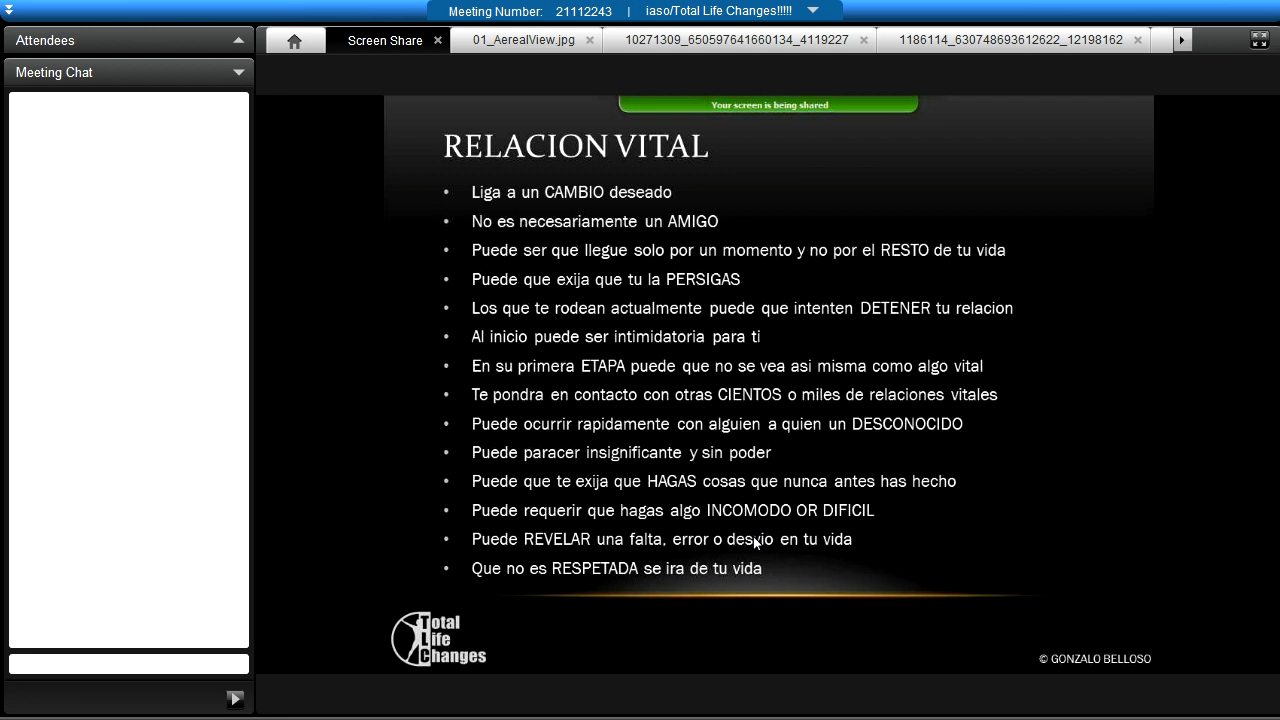 Meeting Number: 21112243 | iaso/Total Life Changes!!!!!
Attendees
Screen Share
01_AerealView.jpg
10271309_650597641660134_4119227
1186114_630748693612622_12198162
Meeting Chat
Your screen is being shared
RELACION VITAL
• Liga a un CAMBIO deseado
• No es necesariamente un AMIGO
• Puede ser que llegue solo por un momento y no por el RESTO de tu vida
• Puede que exija que tu la PERSIGAS
• Los que te rodean actualmente puede que intenten DETENER tu relacion
• Al inicio puede ser intimidatoria para ti
• En su primera ETAPA puede que no se vea asi misma como algo vital
• Te pondra en contacto con otras CIENTOS o miles de relaciones vitales
• Puede ocurrir rapidamente con alguien a quien un DESCONOCIDO
• Puede paracer insignificante y sin poder
• Puede que te exija que HAGAS cosas que nunca antes has hecho
• Puede requerir que hagas algo INCOMODO OR DIFICIL
• Puede REVELAR una falta, error o desvio en tu vida
• Que no es RESPETADA se ira de tu vida
Total
Life
Changes
© GONZALO BELLOSO